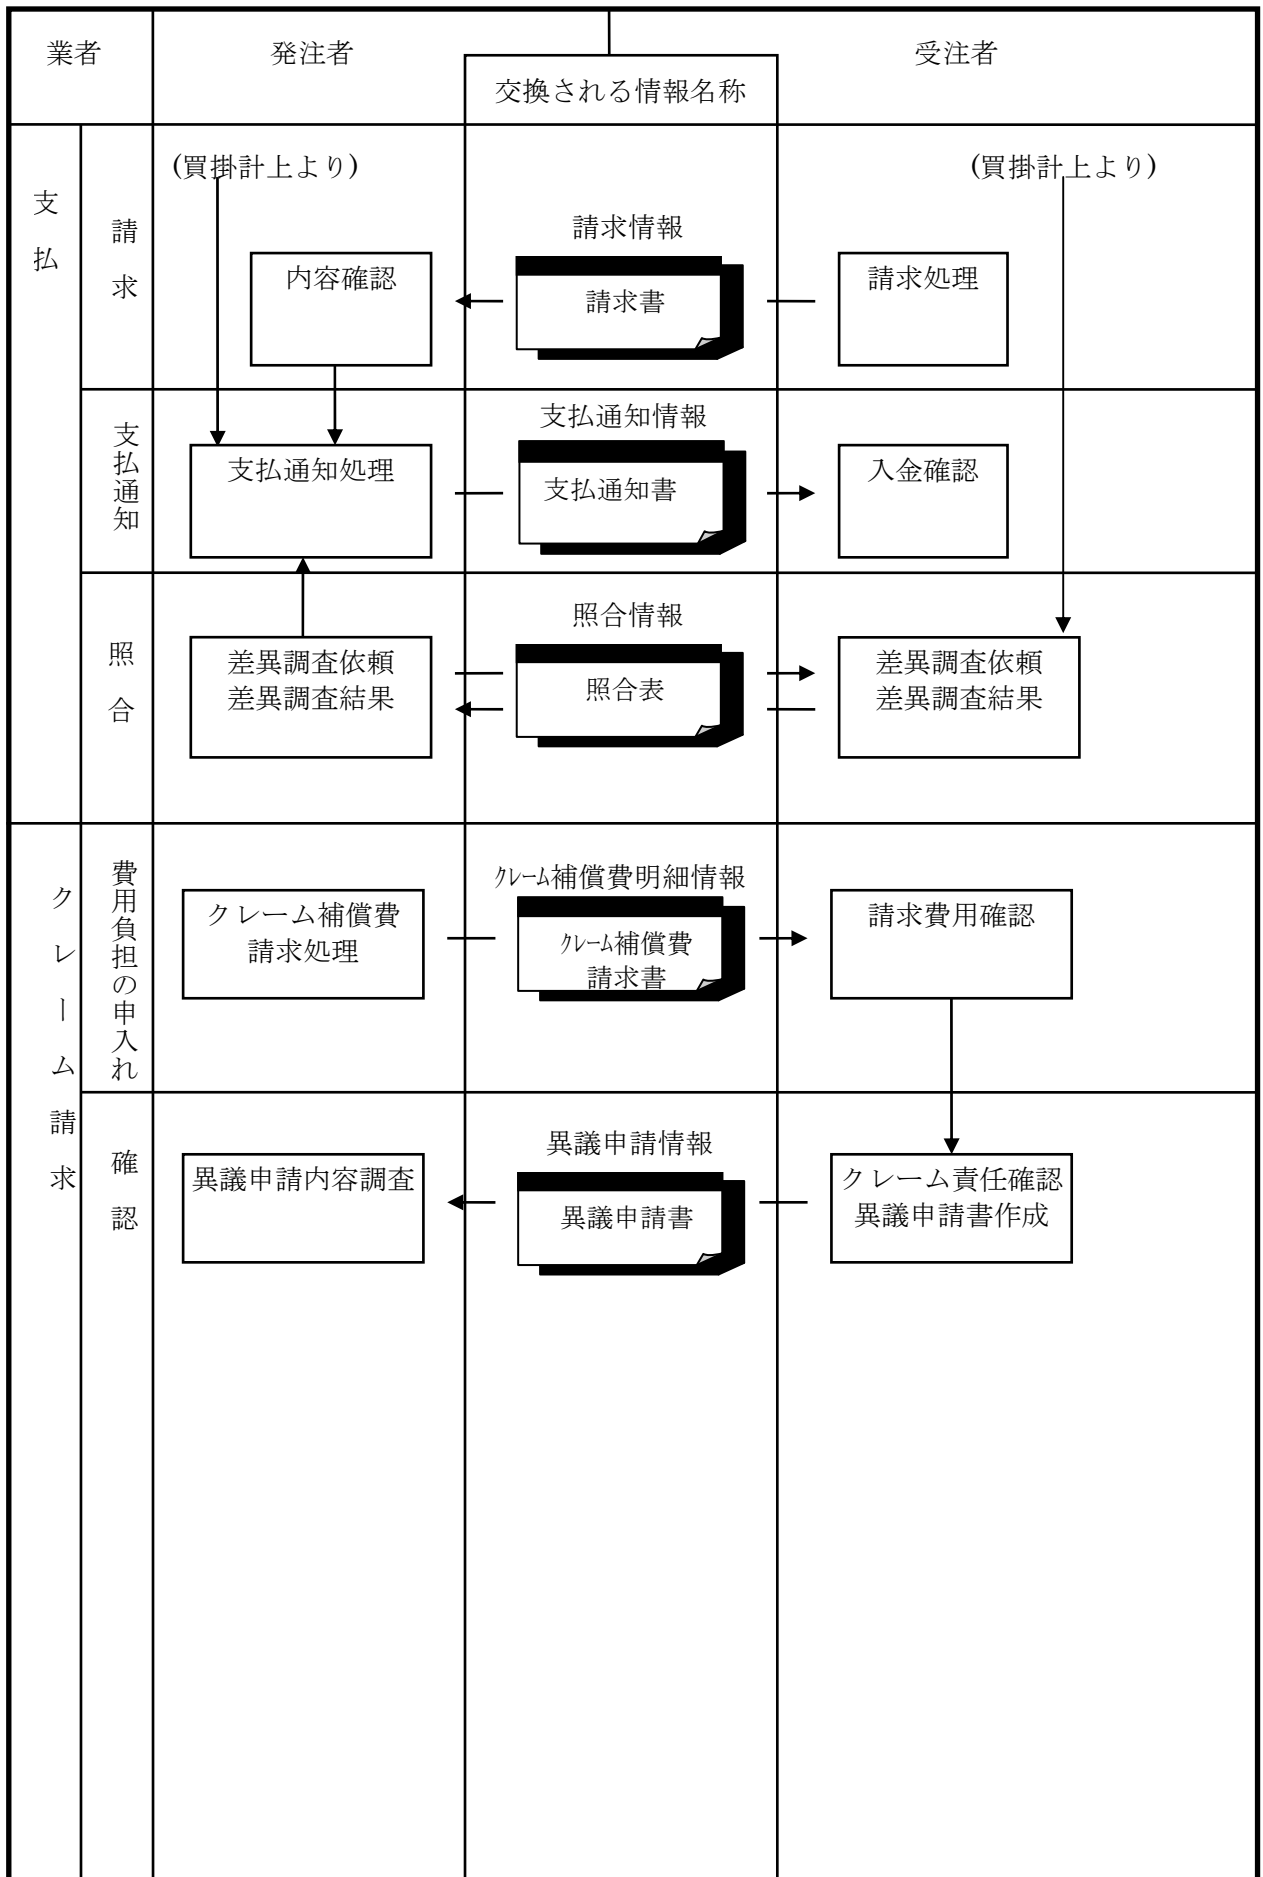 業者
発注者
受注者
交換される情報名称
支払
請求
(買掛計上より)
(買掛計上より)
請求情報
内容確認
請求書
請求処理
支払通知
支払通知情報
支払通知処理
支払通知書
入金確認
照合
照合情報
差異調査依頼
差異調査結果
照合表
差異調査依頼
差異調査結果
クレーム請求
費用負担の申入れ
クレーム補償費明細情報
クレーム補償費
請求処理
クレーム補償費
請求書
請求費用確認
確認
異議申請情報
異議申請内容調査
異議申請書
クレーム責任確認
異議申請書作成